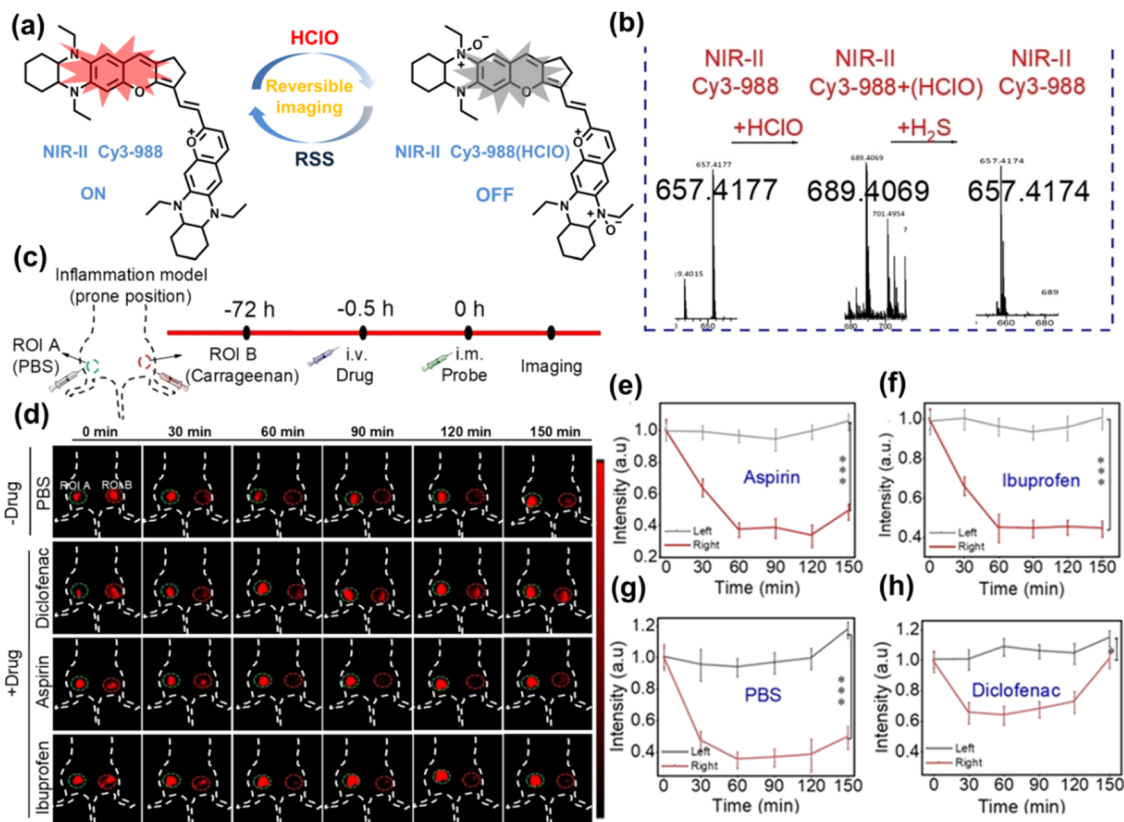 (a)
HClO
Reversible
imaging
RSS
NIR-II Cy3-988
ON
NIR-II Cy3-988(HClO)
OFF
N
N
O
O
+
N
N
N
+
O
−
N
O
O
+
N
N
+
O
−
(b)
NIR-II
Cy3-988
NIR-II
Cy3-988+(HClO)
NIR-II
Cy3-988
+HClO
+H₂S
657.4177
657.4177
689.4069
689.4069
701.4954
7
657.4174
657.4174
689
650
680
700
660
680
(c)
Inflammation model
(prone position)
ROI A
(PBS)
ROI B
(Carrageenan)
-72 h
-0.5 h
0 h
i.v.
Drug
i.m.
Probe
Imaging
(d)
0 min 30 min 60 min 90 min 120 min 150 min
ROI A ROI B
-Drug
PBS
+Drug
Diclofenac
Aspirin
Ibuprofen
(e)
Intensity (a.u)
1.0
0.8
0.6
0.4
0.2
Aspirin
***
Left
Right
0 30 60 90 120 150
Time (min)
(f)
Intensity (a.u.)
1.0
0.8
0.6
0.4
Ibuprofen
***
Left
Right
0 30 60 90 120 150
Time (min)
(g)
Intensity (a.u)
1.2
1.0
0.8
0.6
0.4
PBS
***
Left
Right
0 30 60 90 120 150
Time (min)
(h)
Intensity (a.u)
1.2
1.0
0.8
0.6
0.4
Diclofenac
*
Left
Right
0 30 60 90 120 150
Time (min)